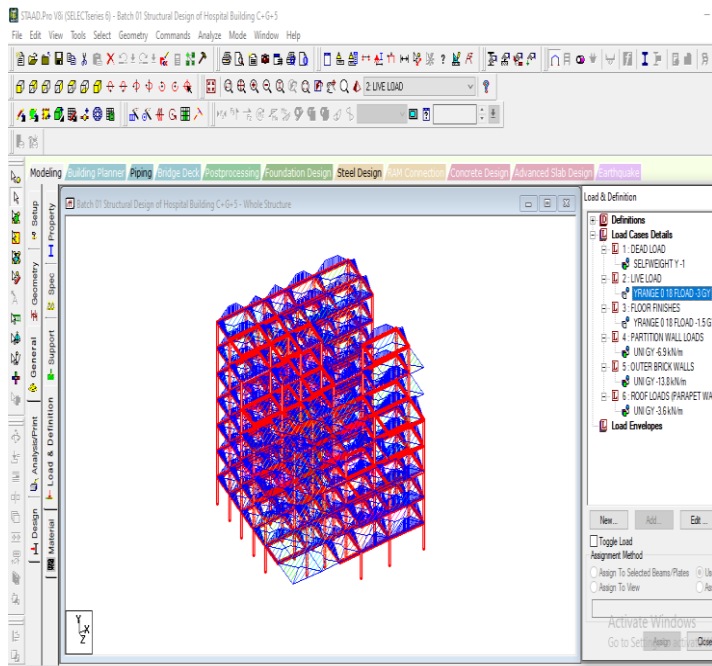 STAAD.Pro V8i (SELECTseries 6) - Batch 01 Structural Design of Hospital Building C+G+5
File Edit View Tools Select Geometry Commands Analyze Mode Window Help
2: LIVE LOAD
Modeling Building Planner Piping Bridge Deck Postprocessing Foundation Design Steel Design RAM Connection Concrete Design Advanced Slab Design Earthquake
Setup
Geometry
General
Analysis/Print
Design
Property
Spec
Support
Load & Definition
Material
Batch 01 Structural Design of Hospital Building C+G+5 - Whole Structure
Y
X
Z
Load & Definition
Definitions
Load Cases Details
1 : DEAD LOAD
SELFWEIGHT Y -1
2 : LIVE LOAD
YRANGE 0 18 FLOAD -3 GY
3 : FLOOR FINISHES
YRANGE 0 18 FLOAD -1.5 G
4 : PARTITION WALL LOADS
UNI GY -6.9 kN/m
5 : OUTER BRICK WALLS
UNI GY -13.8 kN/m
6 : ROOF LOADS (PARAPET WA
UNI GY -3.6 kN/m
Load Envelopes
New... Add... Edit...
Toggle Load
Assignment Method
Assign To Selected Beams/Plates Us
Assign To View As
Activate Windows
Go to Settings to activat
Assign Close